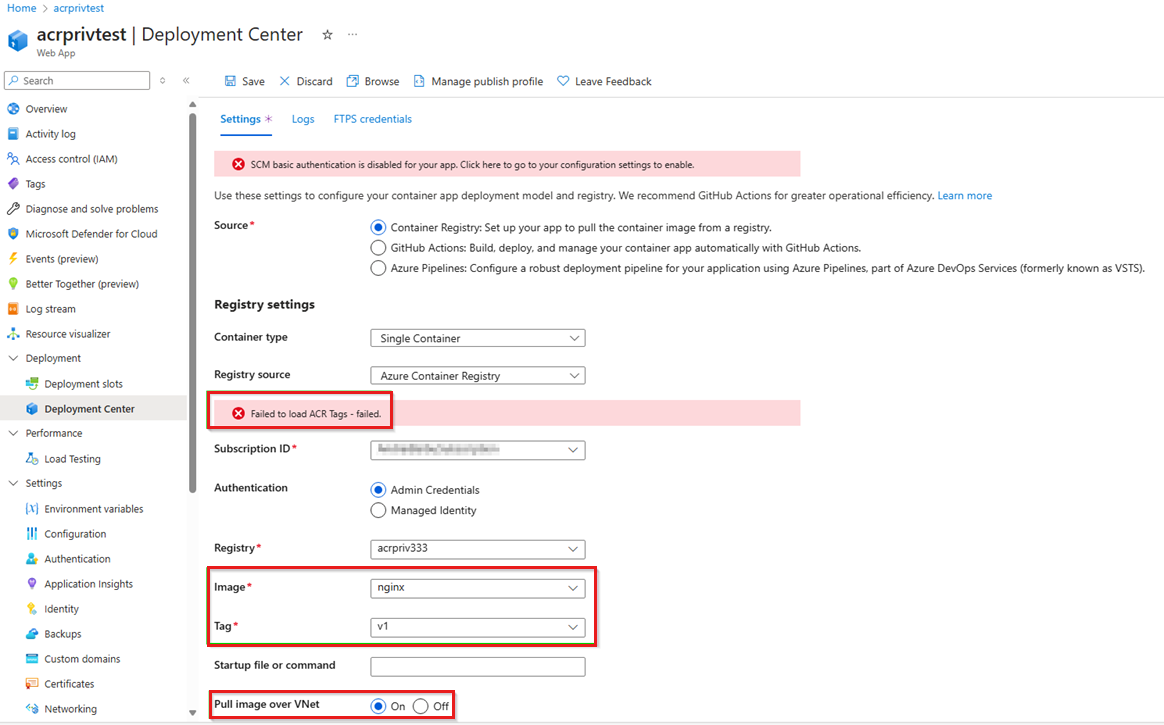 Home > acrprivtest
acrprivtest | Deployment Center ☆ ...
Web App
Search
Save Discard Browse Manage publish profile Leave Feedback
Overview
Activity log
Access control (IAM)
Tags
Diagnose and solve problems
Microsoft Defender for Cloud
Events (preview)
Better Together (preview)
Log stream
Resource visualizer
Deployment
Deployment slots
Deployment Center
Performance
Load Testing
Settings
Environment variables
Configuration
Authentication
Application Insights
Identity
Backups
Custom domains
Certificates
Networking
Settings * Logs FTPS credentials
SCM basic authentication is disabled for your app. Click here to go to your configuration settings to enable.
Use these settings to configure your container app deployment model and registry. We recommend GitHub Actions for greater operational efficiency. Learn more
Source*
Container Registry: Set up your app to pull the container image from a registry.
GitHub Actions: Build, deploy, and manage your container app automatically with GitHub Actions.
Azure Pipelines: Configure a robust deployment pipeline for your application using Azure Pipelines, part of Azure DevOps Services (formerly known as VSTS).
Registry settings
Container type Single Container
Registry source Azure Container Registry
Failed to load ACR Tags - failed.
Subscription ID*
Authentication Admin Credentials
Managed Identity
Registry* acrpriv333
Image* nginx
Tag* v1
Startup file or command
Pull image over VNet On Off